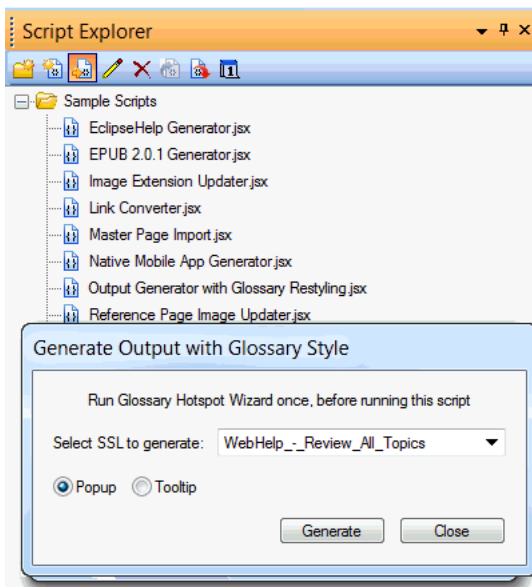 Script Explorer
Sample Scripts
EclipseHelp Generator.jsx
EPUB 2.0.1 Generator.jsx
Image Extension Updater.jsx
Link Converter.jsx
Master Page Import.jsx
Native Mobile App Generator.jsx
Output Generator with Glossary Restyling.jsx
Reference Page Image Updater.jsx
Generate Output with Glossary Style
Run Glossary Hotspot Wizard once, before running this script
Select SSL to generate: WebHelp_-_Review_All_Topics
Popup Tooltip
Generate Close